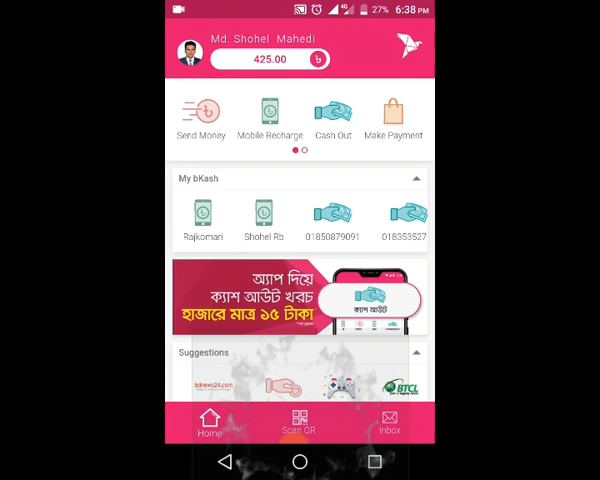 4G 27% 6:38 PM
Md. Shohel Mahedi
425.00 ৳
Send Money Mobile Recharge Cash Out Make Payment
My bKash
Rajkomari Shohel Rb 01850879091 018353527
অ্যাপ দিয়ে
ক্যাশ আউট খরচ
হাজারে মাত্র ১৫ টাকা
ক্যাশ আউট
Suggestions
bdnews24.com BTCL
Home Scan QR Inbox